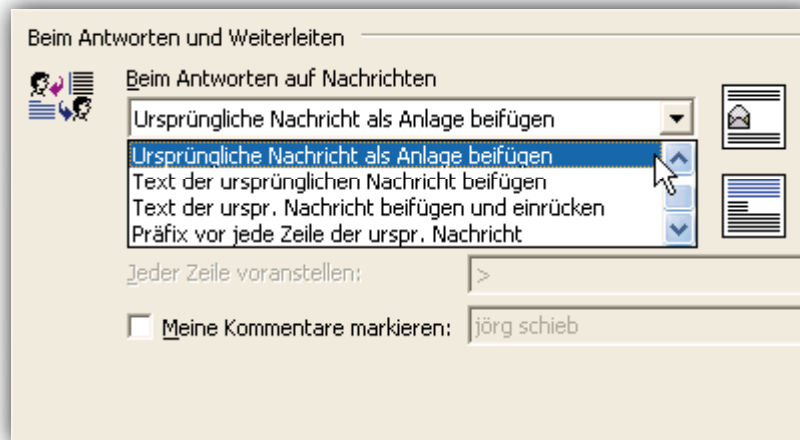 Beim Antworten und Weiterleiten
Beim Antworten auf Nachrichten
Ursprüngliche Nachricht als Anlage beifügen
Ursprüngliche Nachricht als Anlage beifügen
Text der ursprünglichen Nachricht beifügen
Text der urspr. Nachricht beifügen und einrücken
Präfix vor jede Zeile der urspr. Nachricht
Jeder Zeile voranstellen: >
Meine Kommentare markieren: jörg schieb